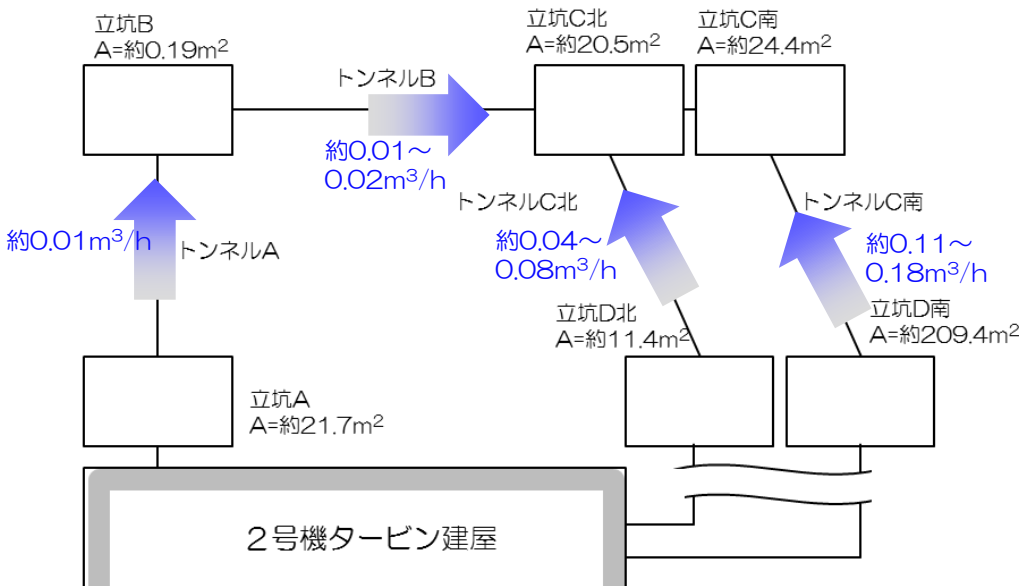 立坑B
A=約0.19m²
立坑C北
A=約20.5m²
立坑C南
A=約24.4m²
トンネルB
約0.01～
0.02m³/h
トンネルC北
トンネルC南
約0.01m³/h
トンネルA
約0.04～
0.08m³/h
約0.11～
0.18m³/h
立坑D北
A=約11.4m²
立坑D南
A=約209.4m²
立坑A
A=約21.7m²
２号機タービン建屋